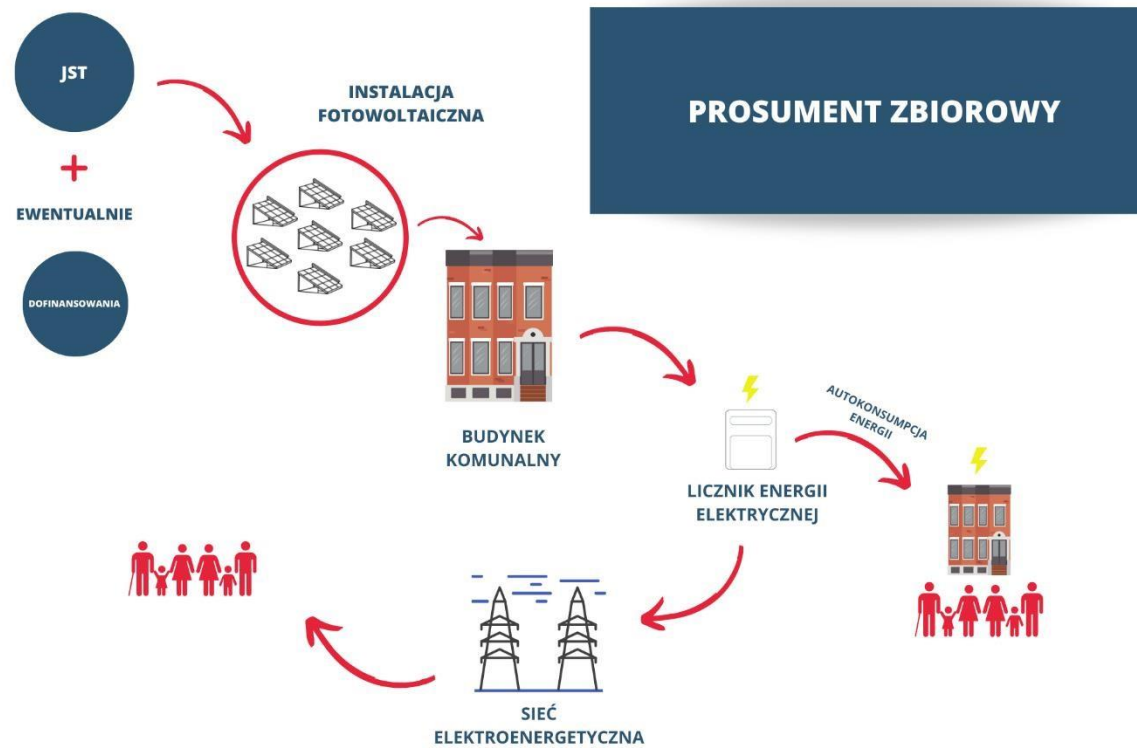 PROSUMENT ZBIOROWY
JST
+
EWENTUALNIE
DOFINANSOWANIA
INSTALACJA
FOTOWOLTAICZNA
BUDYNEK
KOMUNALNY
LICZNIK ENERGII
ELEKTRYCZNEJ
AUTOKONSUMPCJA
ENERGII
SIEĆ
ELEKTROENERGETYCZNA